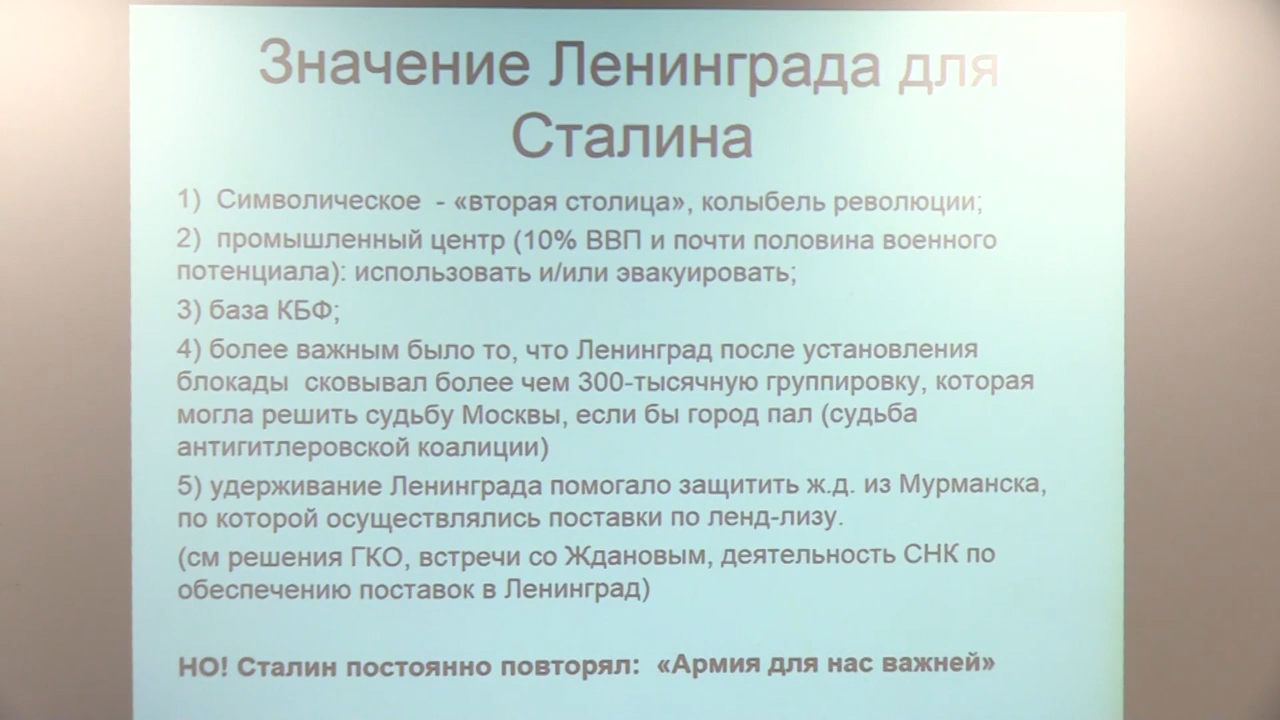 Значение Ленинграда для
Сталина
1) Символическое - «вторая столица», колыбель революции;
2) промышленный центр (10% ВВП и почти половина военного
потенциала): использовать и/или эвакуировать;
3) база КБФ;
4) более важным было то, что Ленинград после установления
блокады сковывал более чем 300-тысячную группировку, которая
могла решить судьбу Москвы, если бы город пал (судьба
антигитлеровской коалиции)
5) удерживание Ленинграда помогало защитить ж.д. из Мурманска,
по которой осуществлялись поставки по ленд-лизу.
(см решения ГКО, встречи со Ждановым, деятельность СНК по
обеспечению поставок в Ленинград)
НО! Сталин постоянно повторял: «Армия для нас важней»